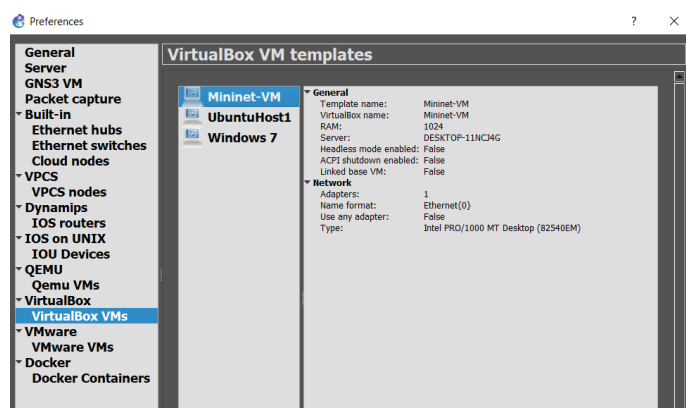 Preferences
?
General
Server
GNS3 VM
Packet capture
Built-in
Ethernet hubs
Ethernet switches
Cloud nodes
VPCS
VPCS nodes
Dynamips
IOS routers
IOS on UNIX
IOU Devices
QEMU
Qemu VMs
VirtualBox
VirtualBox VMs
VMware
VMware VMs
Docker
Docker Containers
VirtualBox VM templates
Mininet-VM
UbuntuHost1
Windows 7
General
Template name: Mininet-VM
VirtualBox name: Mininet-VM
RAM: 1024
Server: DESKTOP-11NCJ4G
Headless mode enabled: False
ACPI shutdown enabled: False
Linked base VM: False
Network
Adapters: 1
Name format: Ethernet{0}
Use any adapter: False
Type: Intel PRO/1000 MT Desktop (82540EM)